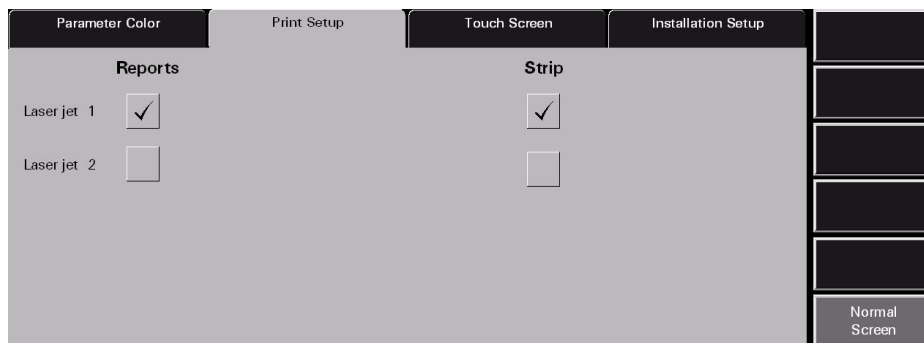 Parameter Color
Print Setup
Touch Screen
Installation Setup
Reports
Strip
Laser jet 1
Laser jet 2
Normal
Screen